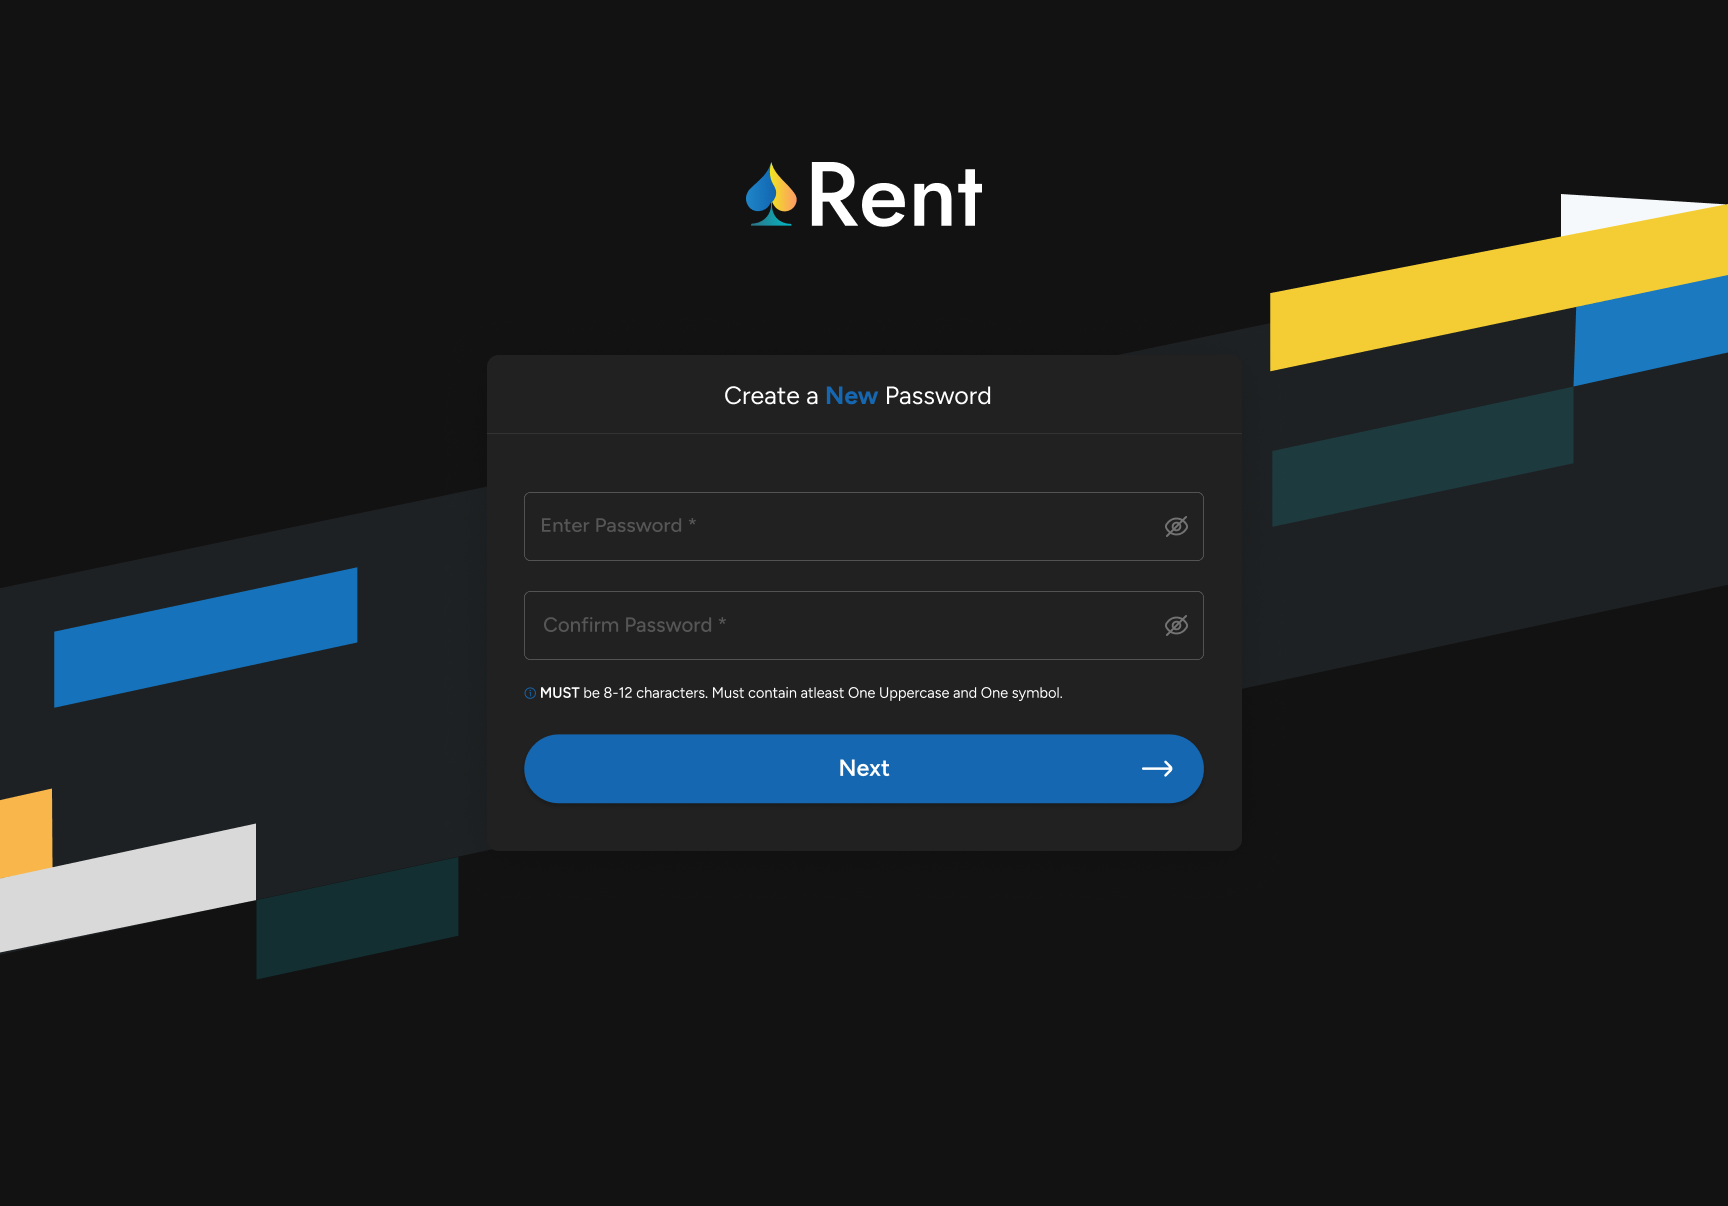 Rent
Create a New Password
Enter Password *
Confirm Password *
MUST be 8-12 characters. Must contain atleast One Uppercase and One symbol.
Next